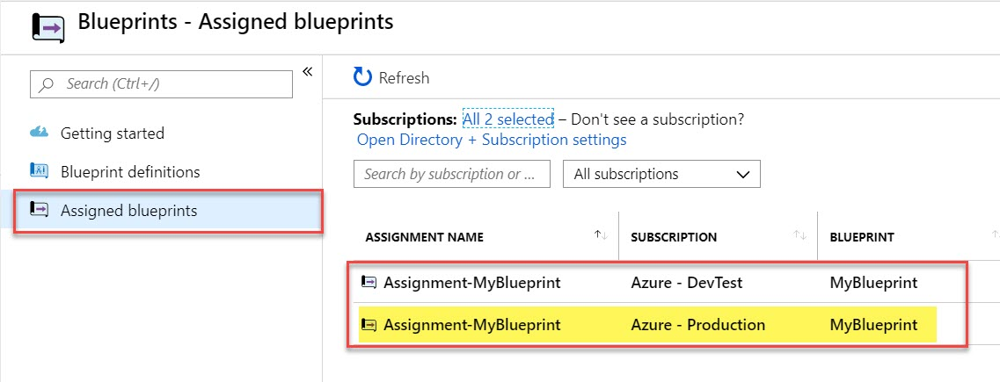 Blueprints - Assigned blueprints
«
Search (Ctrl+/)
Getting started
Blueprint definitions
Assigned blueprints
Refresh
Subscriptions: All 2 selected – Don't see a subscription?
Open Directory + Subscription settings
Search by subscription or ...
All subscriptions
ASSIGNMENT NAME ↑↓ SUBSCRIPTION ↑↓ BLUEPRINT
Assignment-MyBlueprint Azure - DevTest MyBlueprint
Assignment-MyBlueprint Azure - Production MyBlueprint